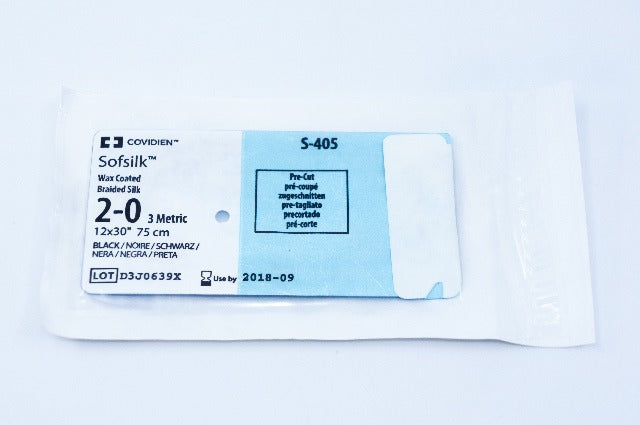 COVIDIEN™
Sofsilk™
Wax Coated
Braided Silk
2-0 3 Metric
12x30" 75 cm
BLACK / NOIRE / SCHWARZ /
NERA / NEGRA / PRETA
LOT D3J0639X
Use by 2018-09
S-405
Pre-Cut
pré-coupé
zugeschnitten
pre-tagliato
precortado
pré-corte